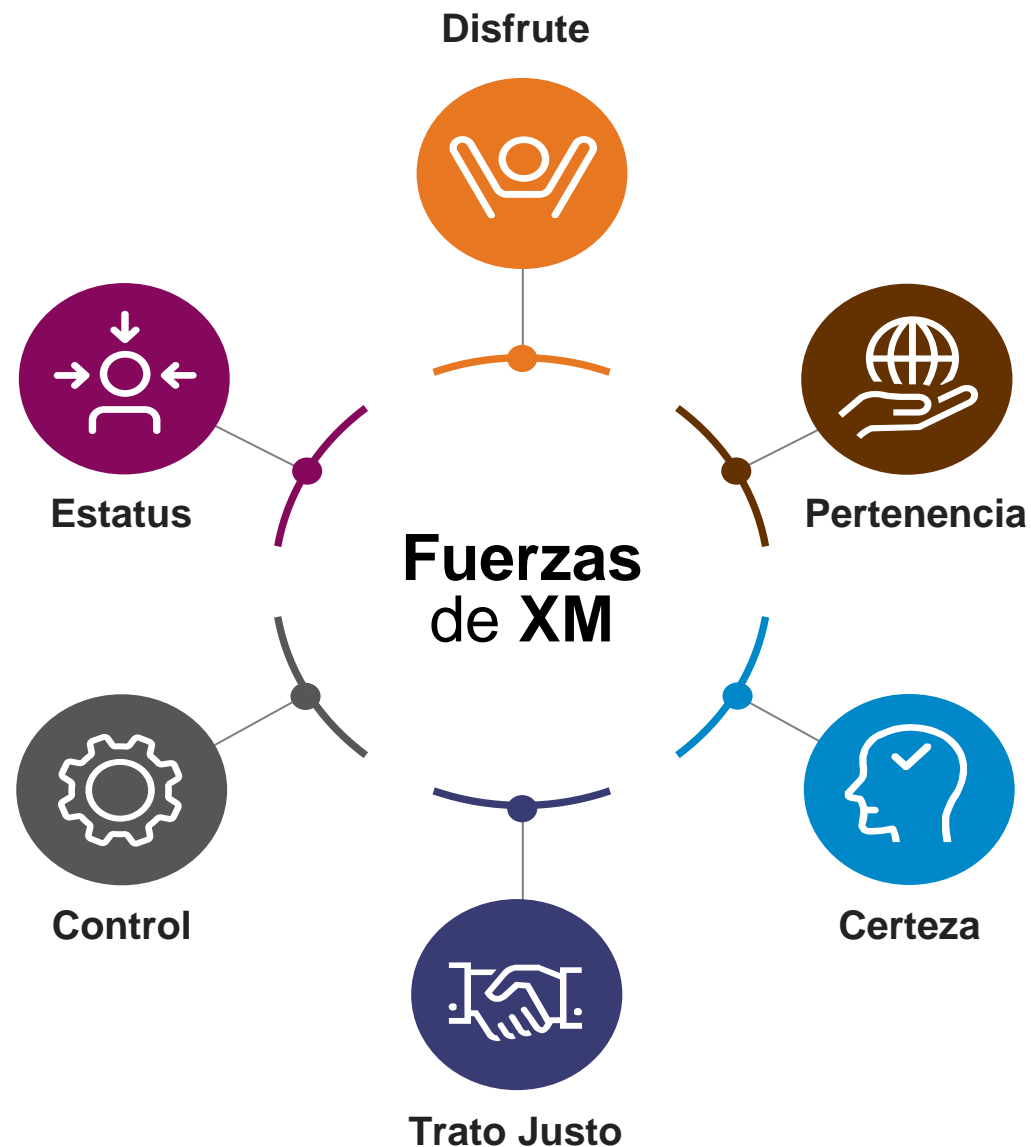 Disfrute
Estatus
Pertenencia
Fuerzas
de XM
Control
Certeza
Trato Justo